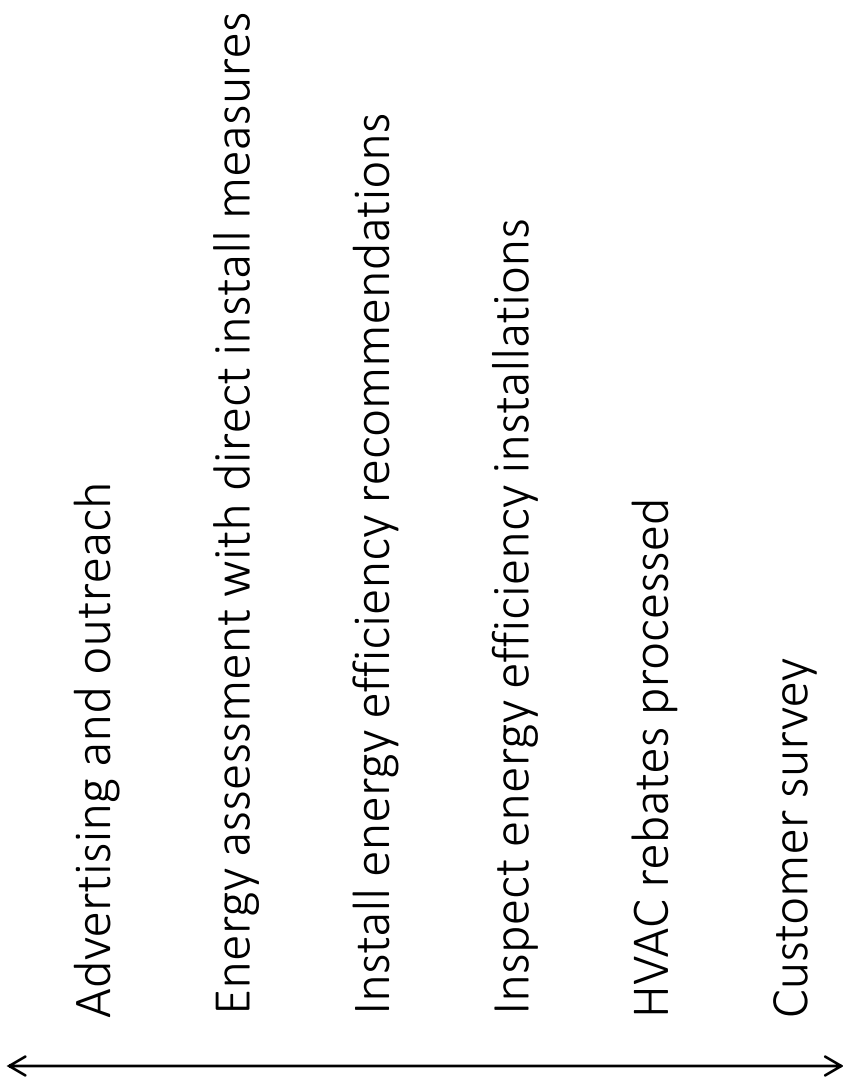 Advertising and outreach
Energy assessment with direct install measures
Install energy efficiency recommendations
Inspect energy efficiency installations
HVAC rebates processed
Customer survey